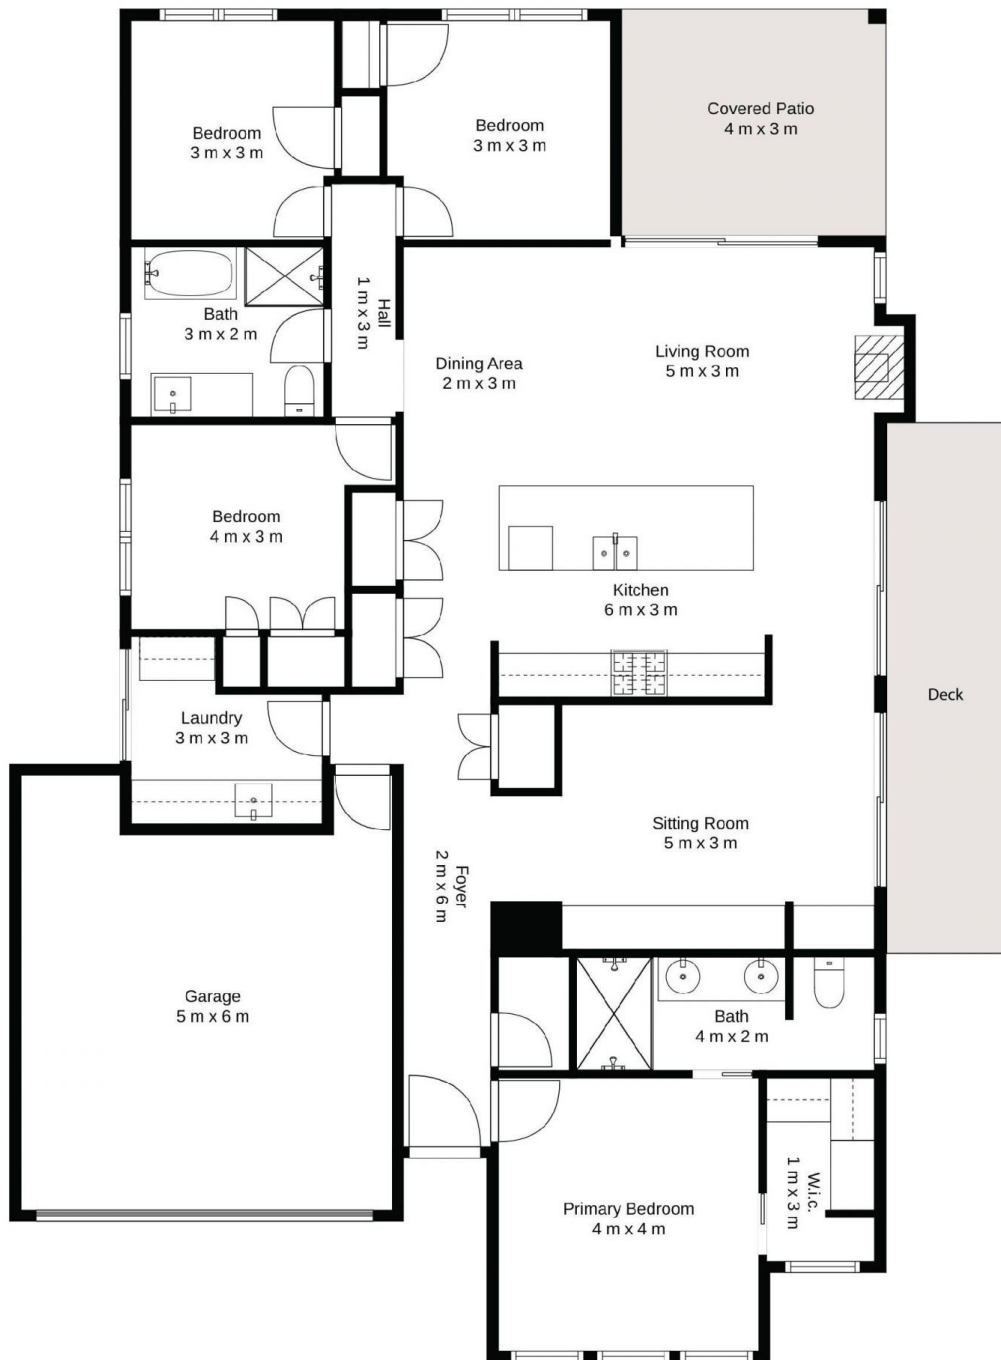 Bedroom
3 m x 3 m
Bedroom
3 m x 3 m
Covered Patio
4 m x 3 m
Bath
3 m x 2 m
Hall
1 m x 3 m
Dining Area
2 m x 3 m
Living Room
5 m x 3 m
Bedroom
4 m x 3 m
Kitchen
6 m x 3 m
Deck
Laundry
3 m x 3 m
Sitting Room
5 m x 3 m
Foyer
2 m x 6 m
Garage
5 m x 6 m
Bath
4 m x 2 m
Primary Bedroom
4 m x 4 m
W.i.c.
1 m x 3 m